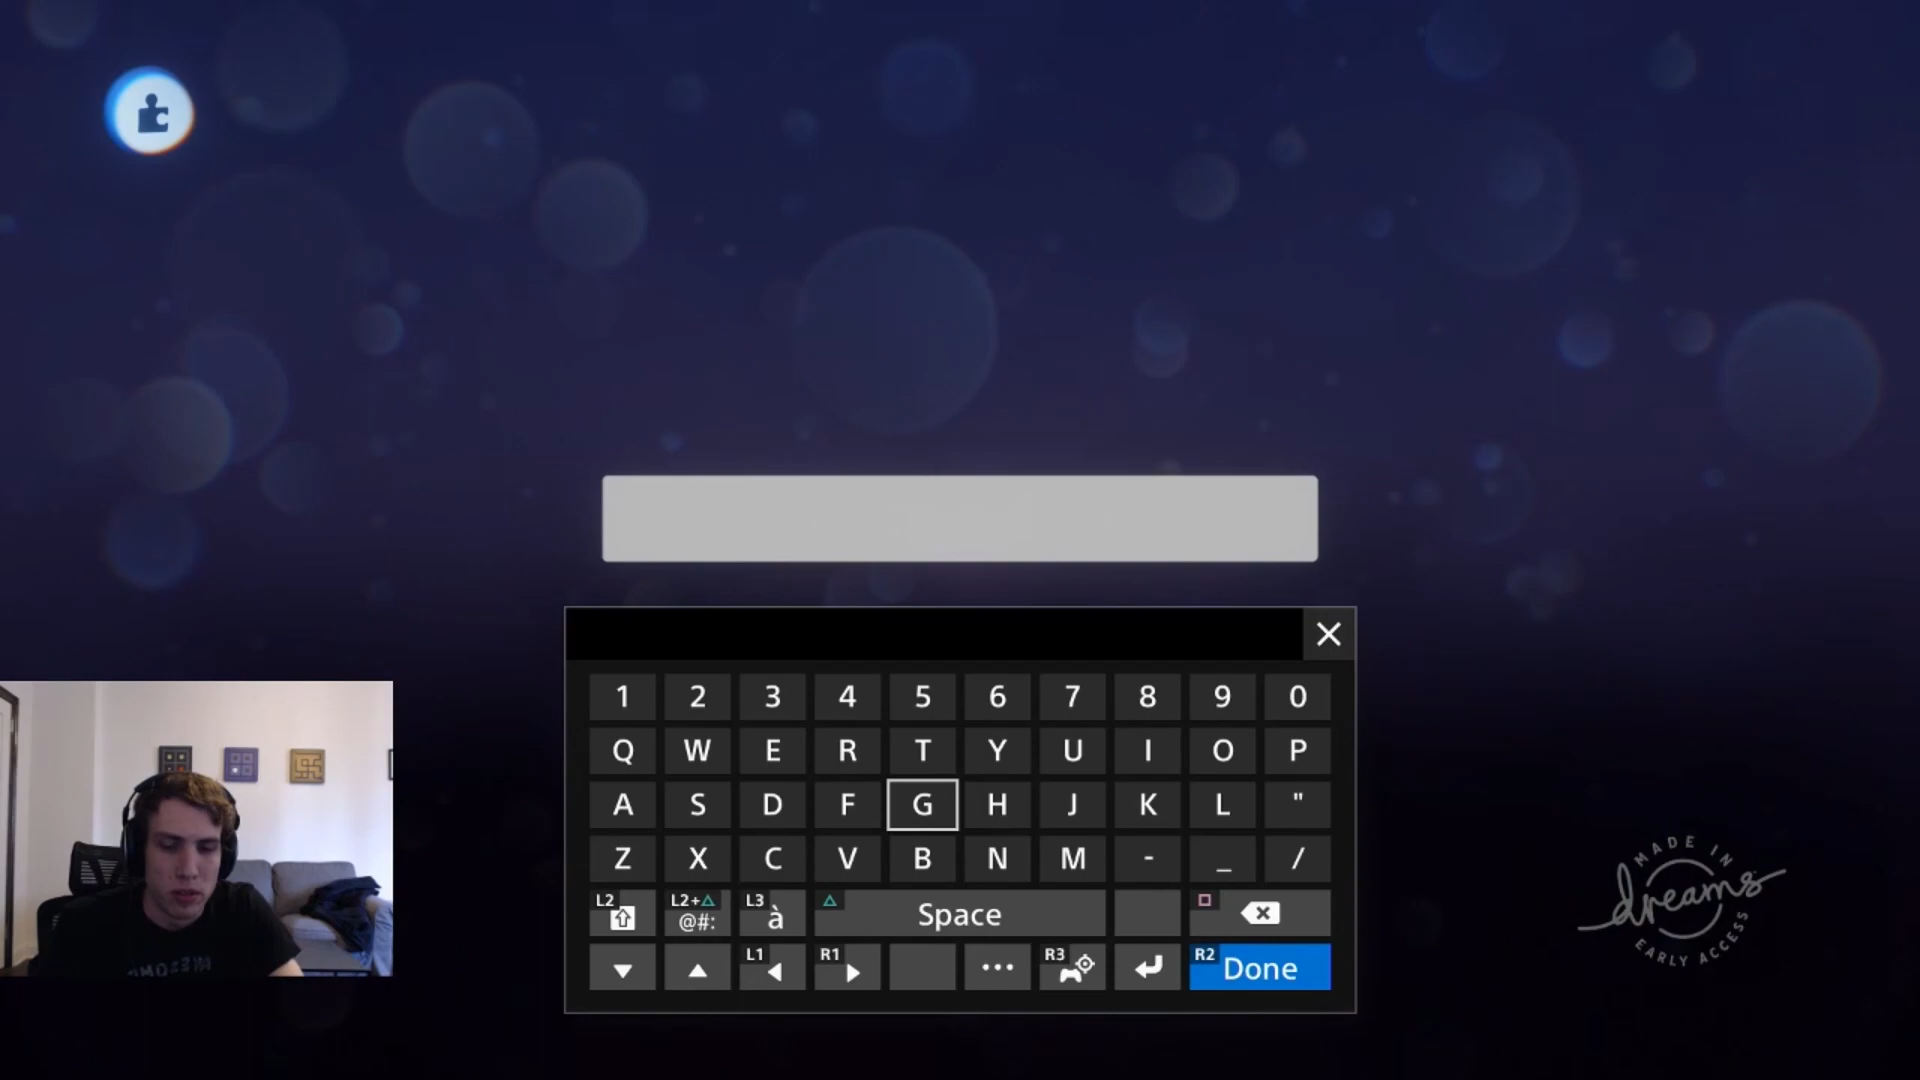 1 2 3 4 5 6 7 8 9 0
Q W E R T Y U I O P
A S D F G H J K L "
Z X C V B N M - _ /
L2 L2+△ @#: L3 à △ Space
L1 R1 ... R3 R2 Done
MADE IN
dreams
EARLY ACCESS